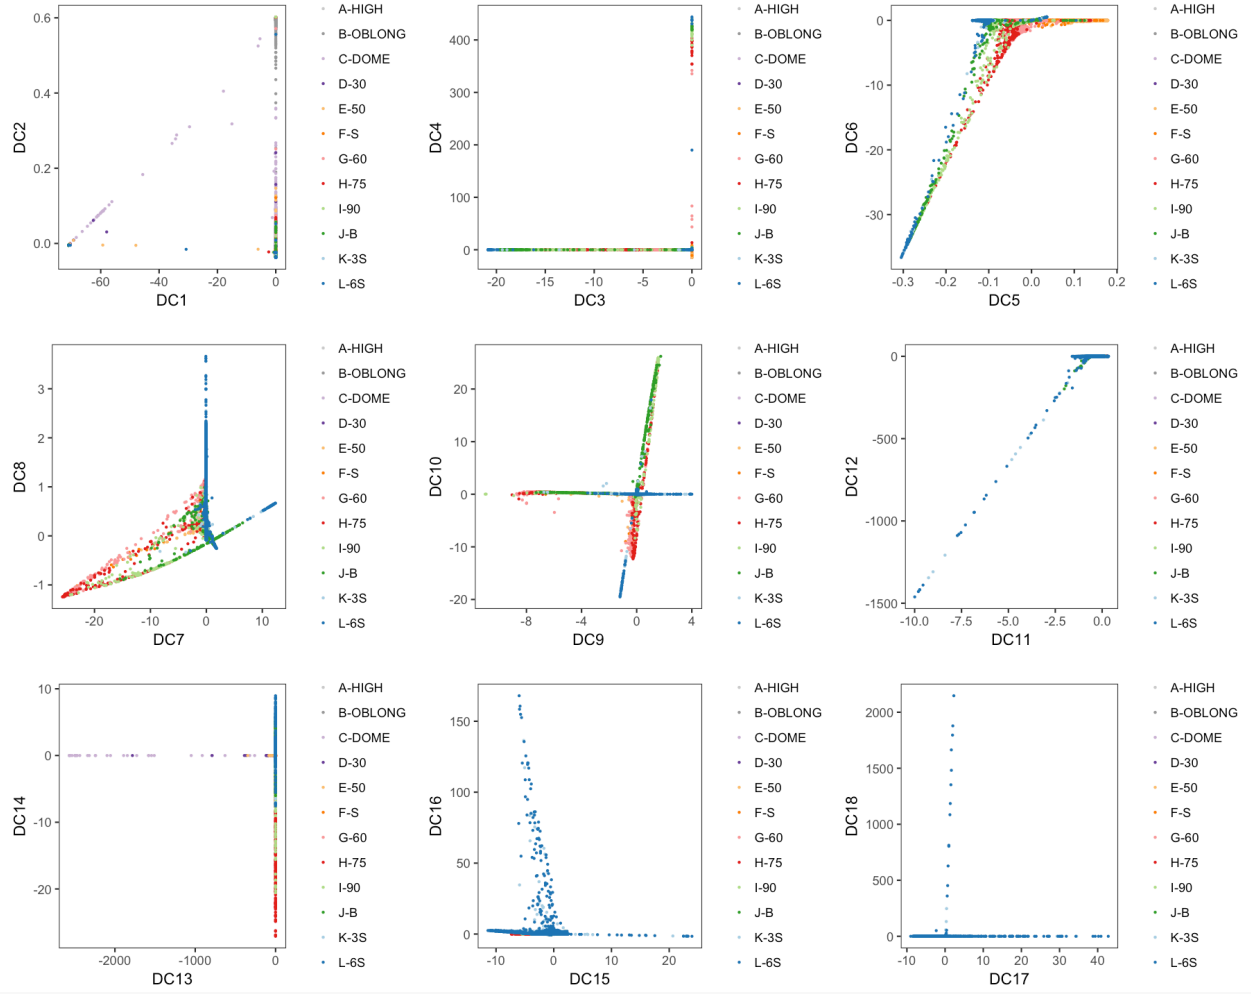 0.6
0.4
0.2
0.0
DC2
-60
-40
-20
0
DC1
A-HIGH
B-OBLONG
C-DOME
D-30
E-50
F-S
G-60
H-75
I-90
J-B
K-3S
L-6S
400
300
200
100
0
DC4
-20
-15
-10
-5
0
DC3
A-HIGH
B-OBLONG
C-DOME
D-30
E-50
F-S
G-60
H-75
I-90
J-B
K-3S
L-6S
0
-10
-20
-30
DC6
-0.3
-0.2
-0.1
0.0
0.1
0.2
DC5
A-HIGH
B-OBLONG
C-DOME
D-30
E-50
F-S
G-60
H-75
I-90
J-B
K-3S
L-6S
3
2
1
0
-1
DC8
-20
-10
0
10
DC7
A-HIGH
B-OBLONG
C-DOME
D-30
E-50
F-S
G-60
H-75
I-90
J-B
K-3S
L-6S
20
10
0
-10
-20
DC10
-8
-4
0
4
DC9
A-HIGH
B-OBLONG
C-DOME
D-30
E-50
F-S
G-60
H-75
I-90
J-B
K-3S
L-6S
0
-500
-1000
-1500
DC12
-10.0
-7.5
-5.0
-2.5
0.0
DC11
A-HIGH
B-OBLONG
C-DOME
D-30
E-50
F-S
G-60
H-75
I-90
J-B
K-3S
L-6S
10
0
-10
-20
DC14
-2000
-1000
0
DC13
A-HIGH
B-OBLONG
C-DOME
D-30
E-50
F-S
G-60
H-75
I-90
J-B
K-3S
L-6S
150
100
50
0
DC16
-10
0
10
20
DC15
A-HIGH
B-OBLONG
C-DOME
D-30
E-50
F-S
G-60
H-75
I-90
J-B
K-3S
L-6S
2000
1500
1000
500
0
DC18
-10
0
10
20
30
40
DC17
A-HIGH
B-OBLONG
C-DOME
D-30
E-50
F-S
G-60
H-75
I-90
J-B
K-3S
L-6S